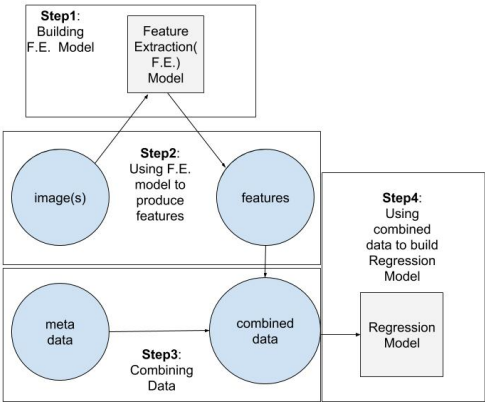 Step1:
Building
F.E. Model
Feature
Extraction(
F.E.)
Model
Step2:
Using F.E.
model to
produce
features
image(s)
features
Step4:
Using
combined
data to build
Regression
Model
meta
data
combined
data
Regression
Model
Step3:
Combining
Data